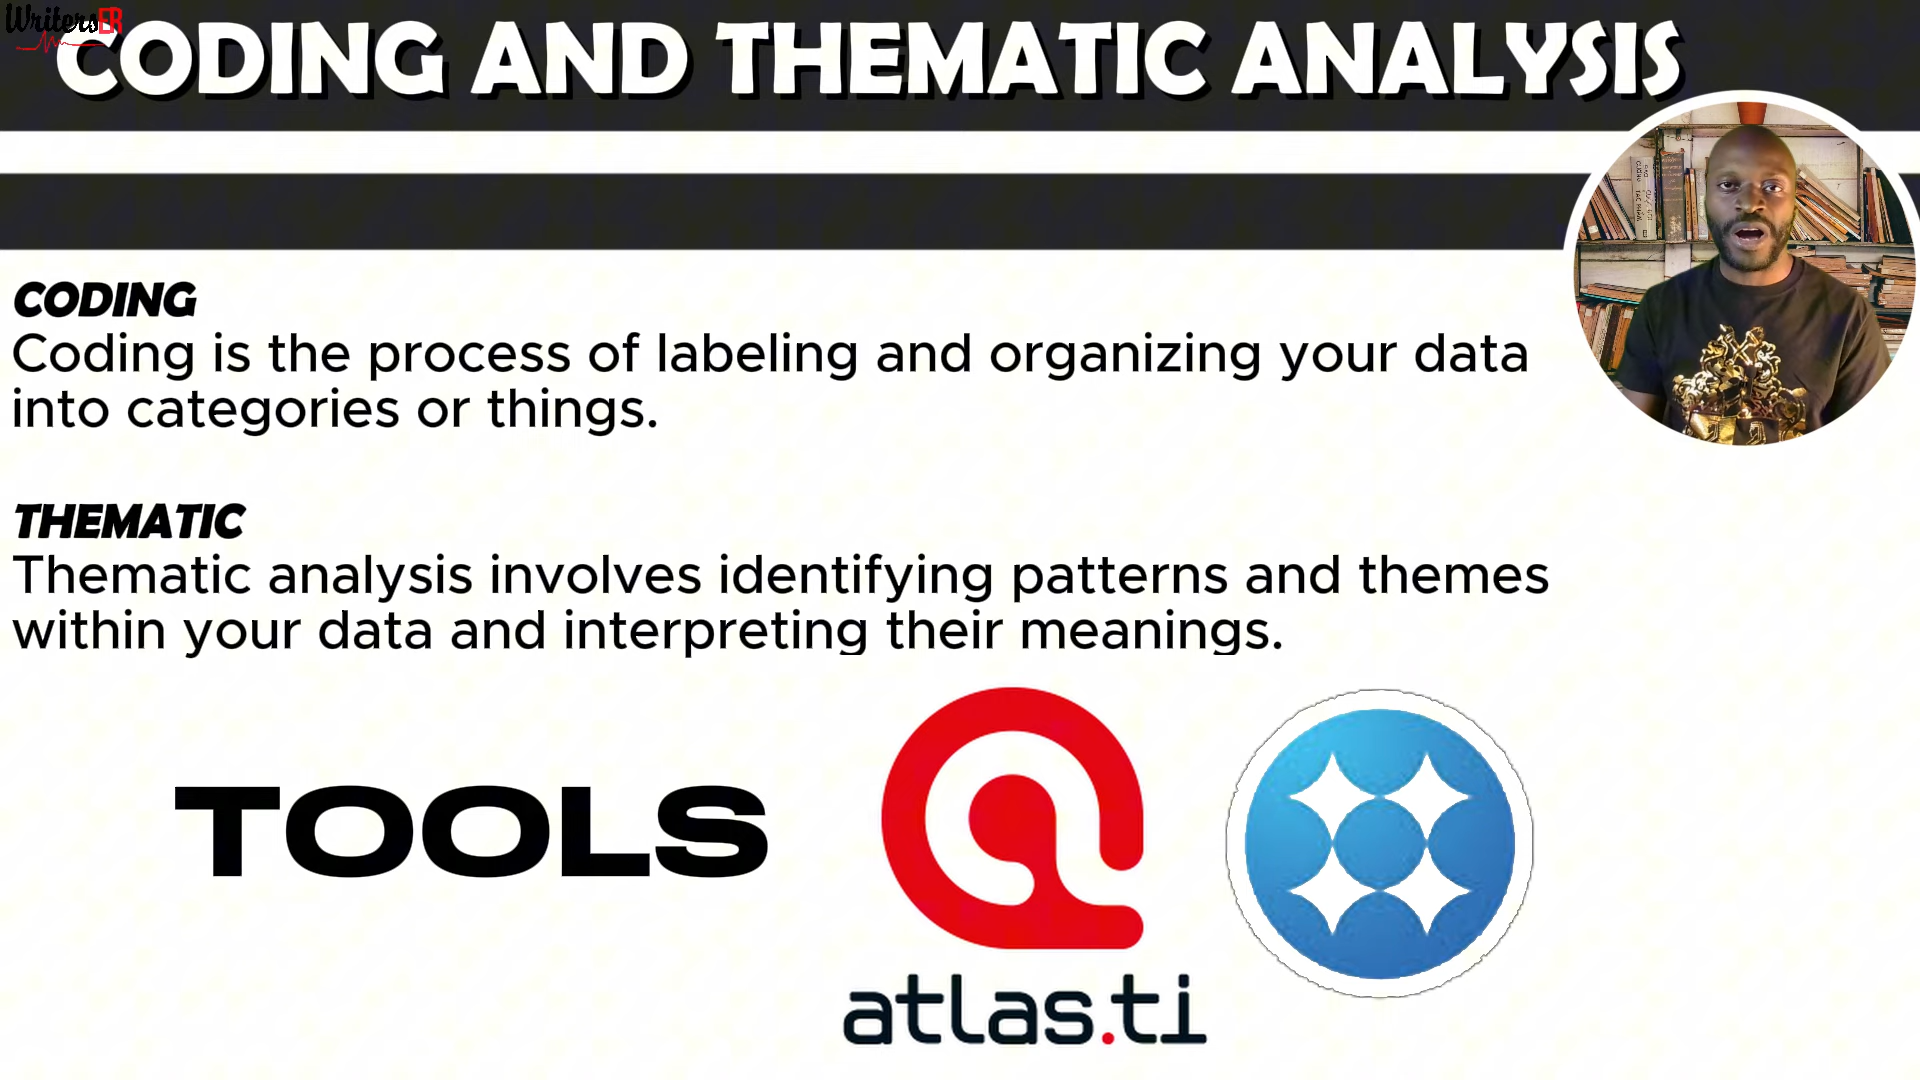 WritersER
CODING AND THEMATIC ANALYSIS
CODING
Coding is the process of labeling and organizing your data
into categories or things.
THEMATIC
Thematic analysis involves identifying patterns and themes
within your data and interpreting their meanings.
TOOLS
atlas.ti